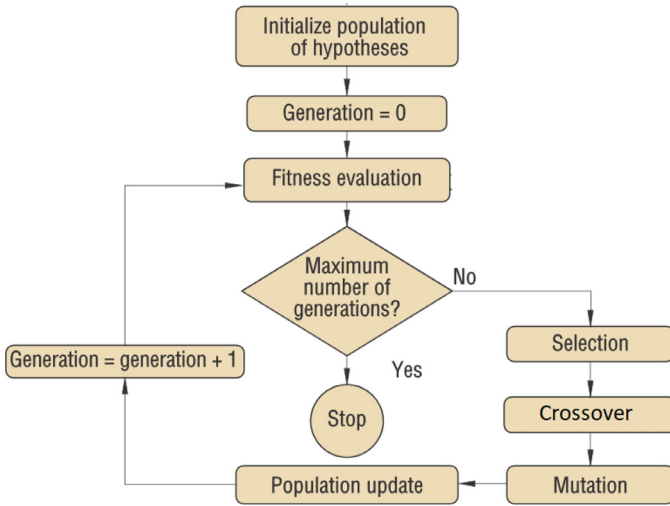 Initialize population
of hypotheses
Generation = 0
Fitness evaluation
Maximum
number of
generations?
No
Selection
Generation = generation + 1
Yes
Stop
Crossover
Population update
Mutation